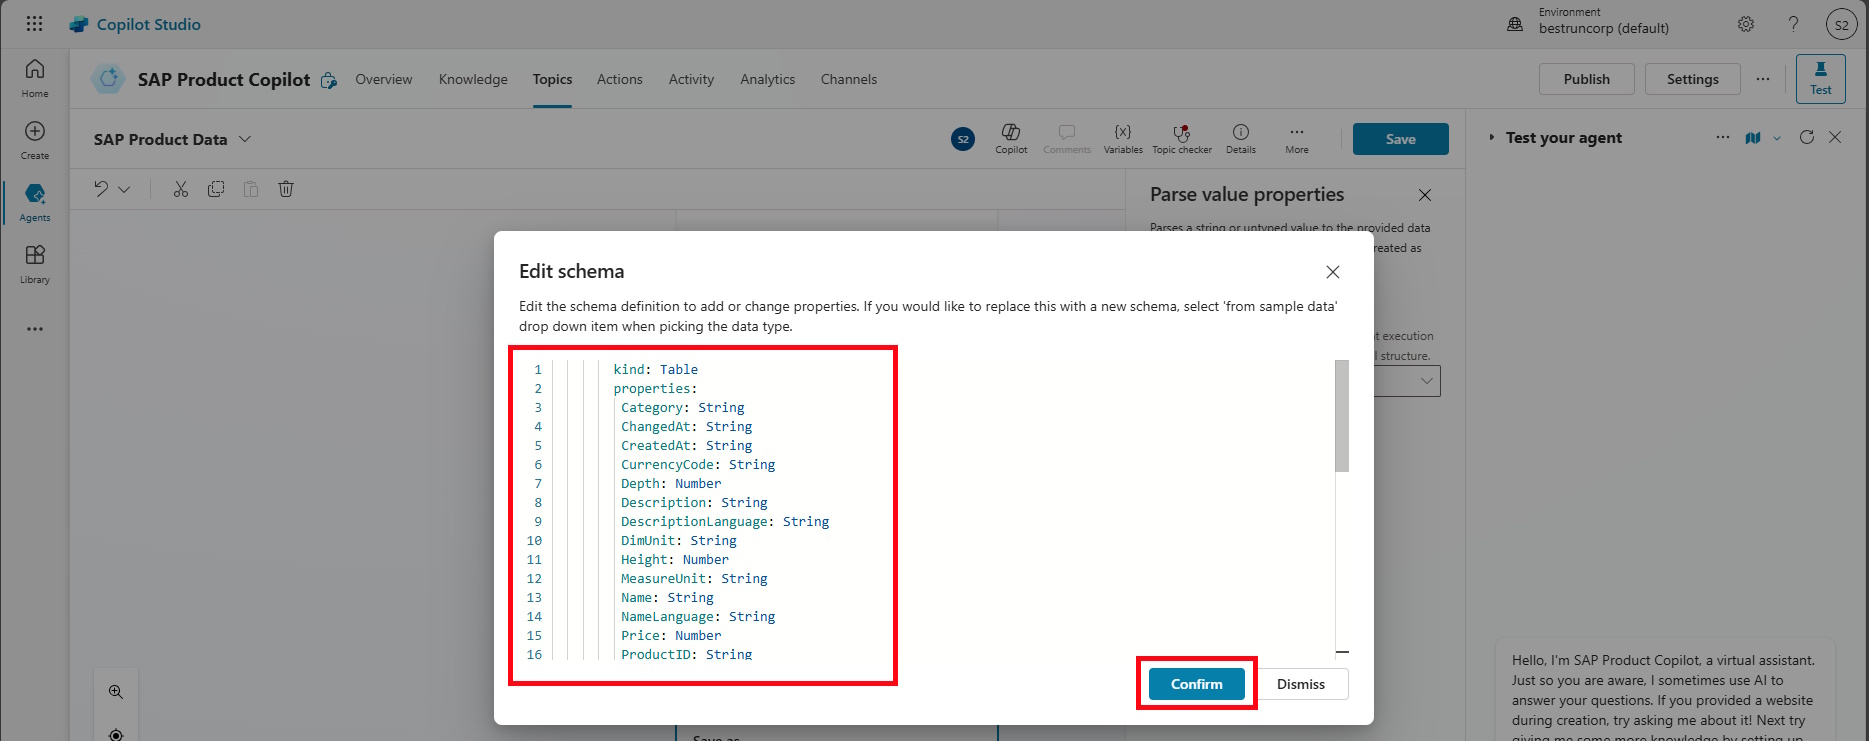 Copilot Studio
Environment
bestruncorp (default)
S2
Home
Create
Agents
Library
SAP Product Copilot
Overview
Knowledge
Topics
Actions
Activity
Analytics
Channels
Publish
Settings
Test
SAP Product Data
S2
Copilot
Comments
Variables
Topic checker
Details
More
Save
Test your agent
Parse value properties
Parses a string or untyped value to the provided data
reated as
t execution
l structure.
Edit schema
Edit the schema definition to add or change properties. If you would like to replace this with a new schema, select 'from sample data'
drop down item when picking the data type.
1 kind: Table
2 properties:
3 Category: String
4 ChangedAt: String
5 CreatedAt: String
6 CurrencyCode: String
7 Depth: Number
8 Description: String
9 DescriptionLanguage: String
10 DimUnit: String
11 Height: Number
12 MeasureUnit: String
13 Name: String
14 NameLanguage: String
15 Price: Number
16 ProductID: String
Confirm
Dismiss
Save as
Hello, I'm SAP Product Copilot, a virtual assistant.
Just so you are aware, I sometimes use AI to
answer your questions. If you provided a website
during creation, try asking me about it! Next try
giving me some more knowledge by setting up